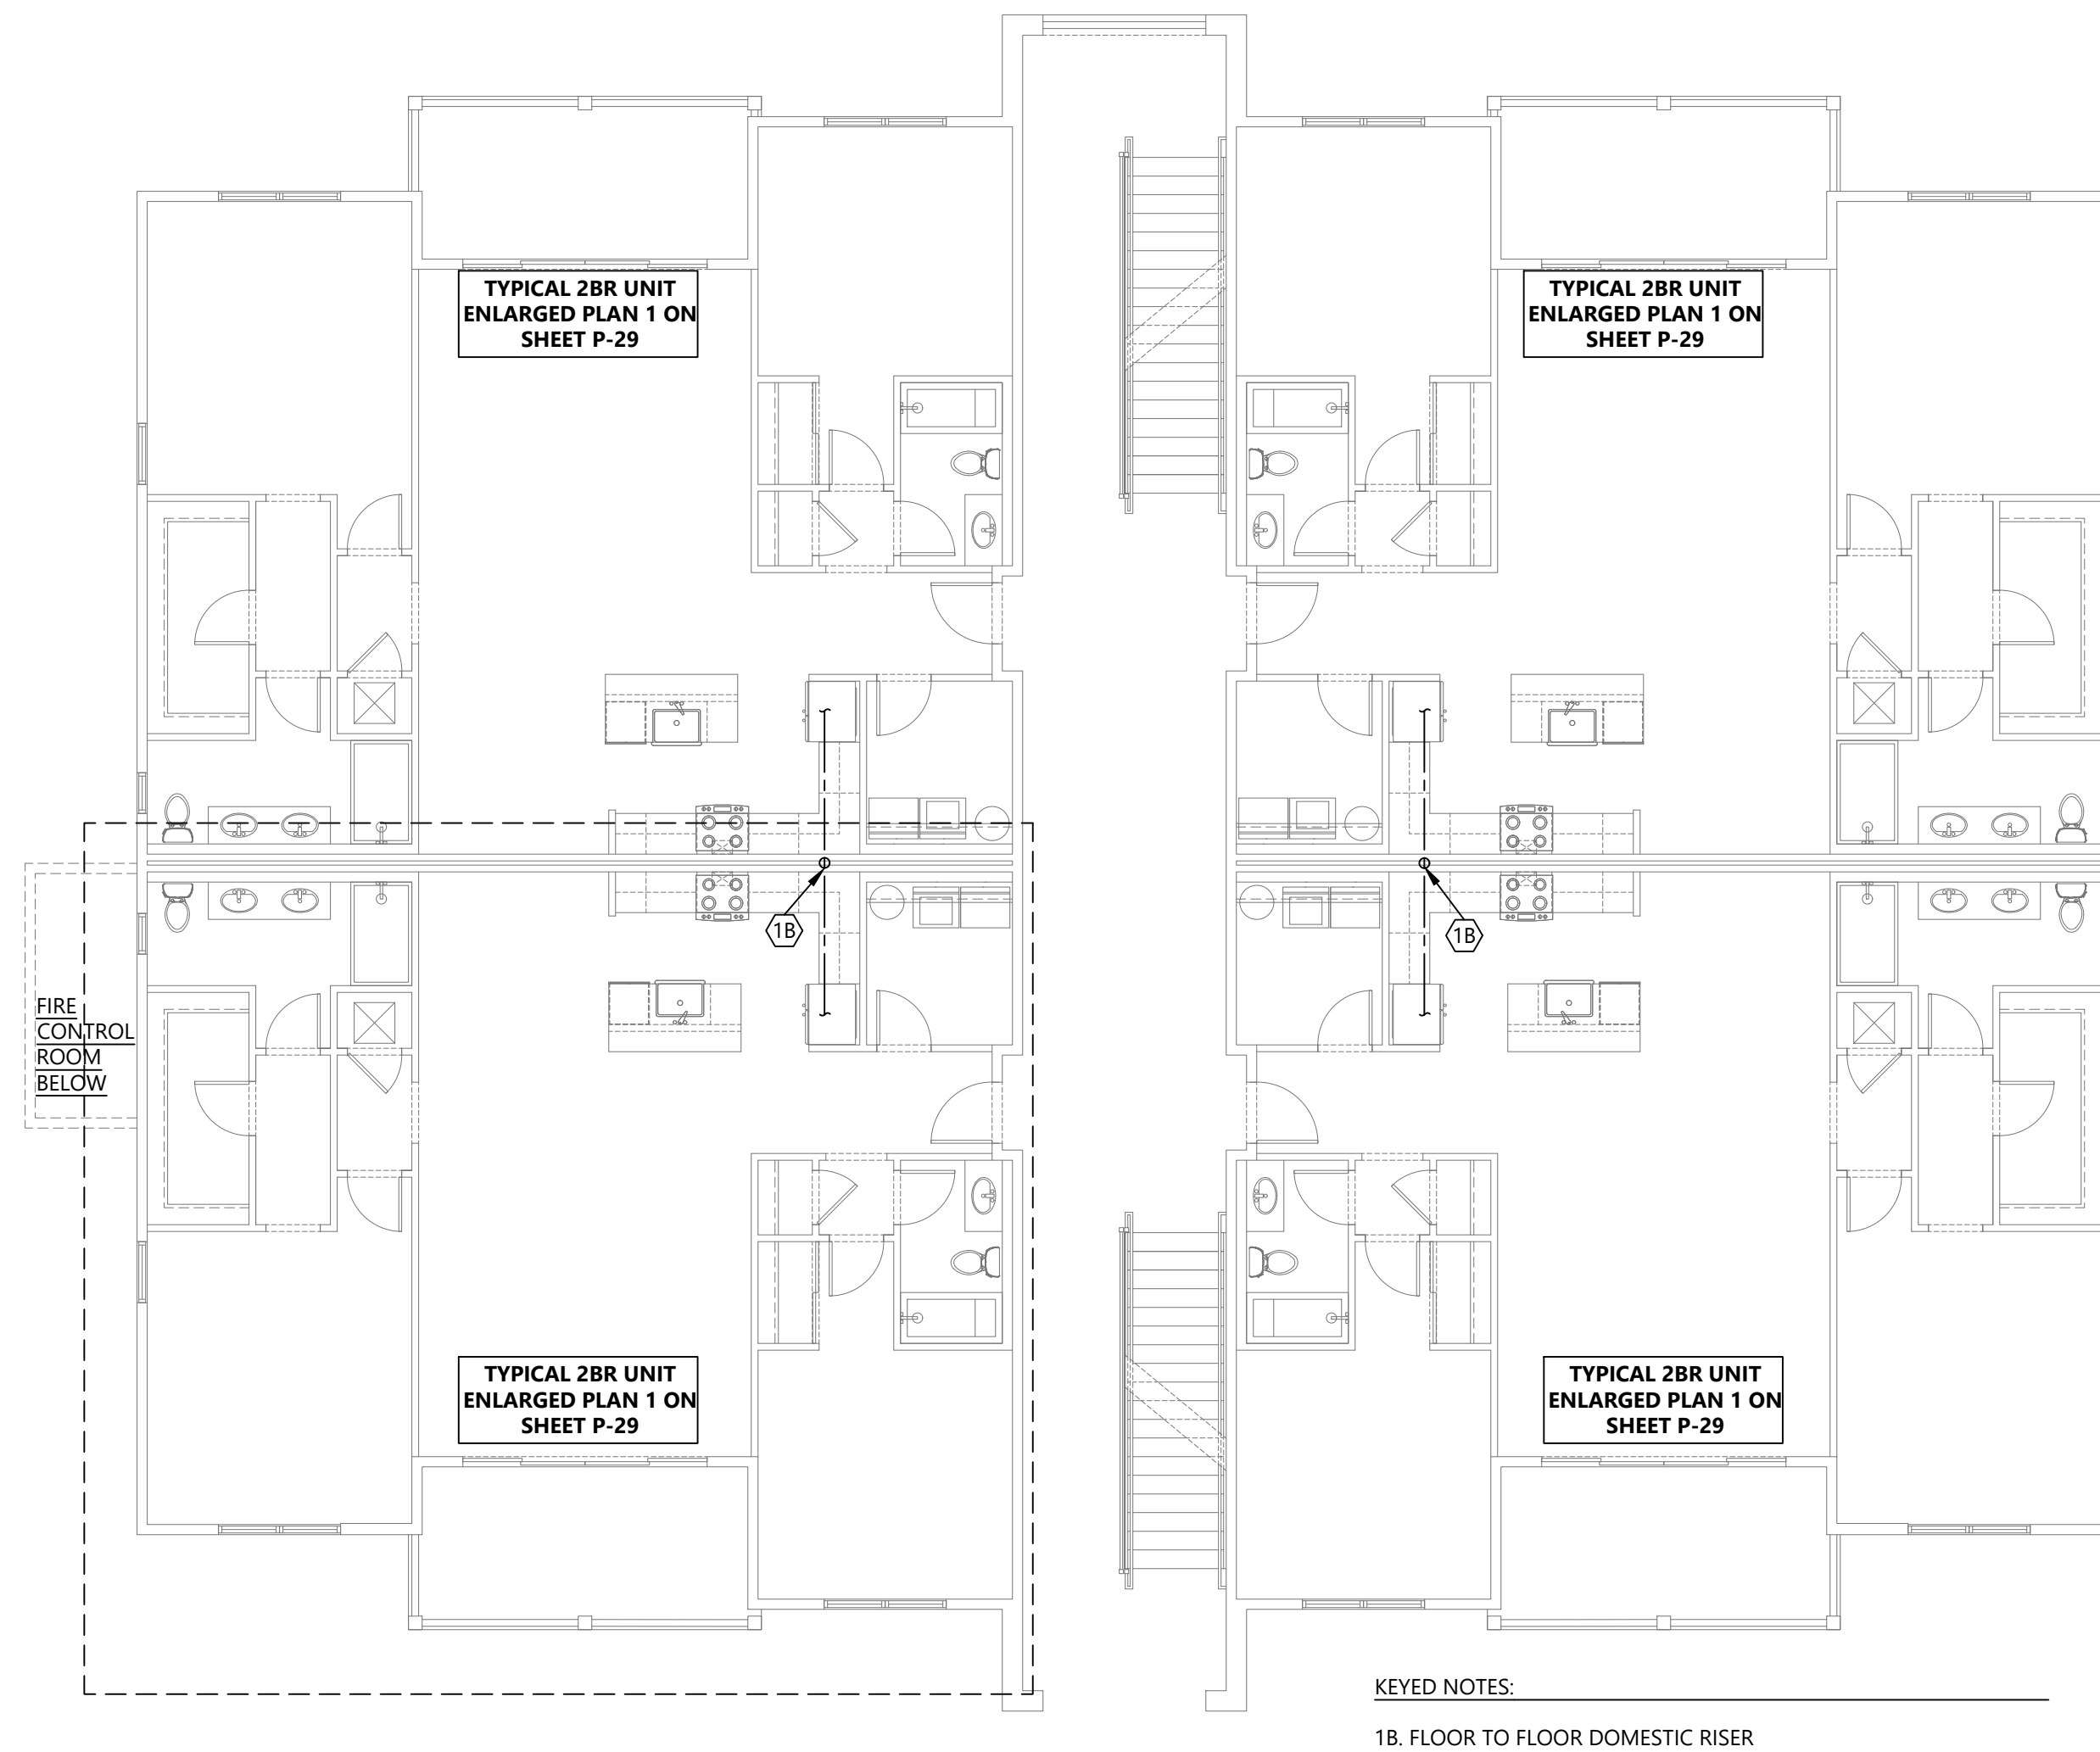 TYPICAL 2BR UNIT
ENLARGED PLAN 1 ON
SHEET P-29
TYPICAL 2BR UNIT
ENLARGED PLAN 1 ON
SHEET P-29
1B
1B
FIRE
CONTROL
ROOM
BELOW
TYPICAL 2BR UNIT
ENLARGED PLAN 1 ON
SHEET P-29
TYPICAL 2BR UNIT
ENLARGED PLAN 1 ON
SHEET P-29
KEYED NOTES:
1B. FLOOR TO FLOOR DOMESTIC RISER